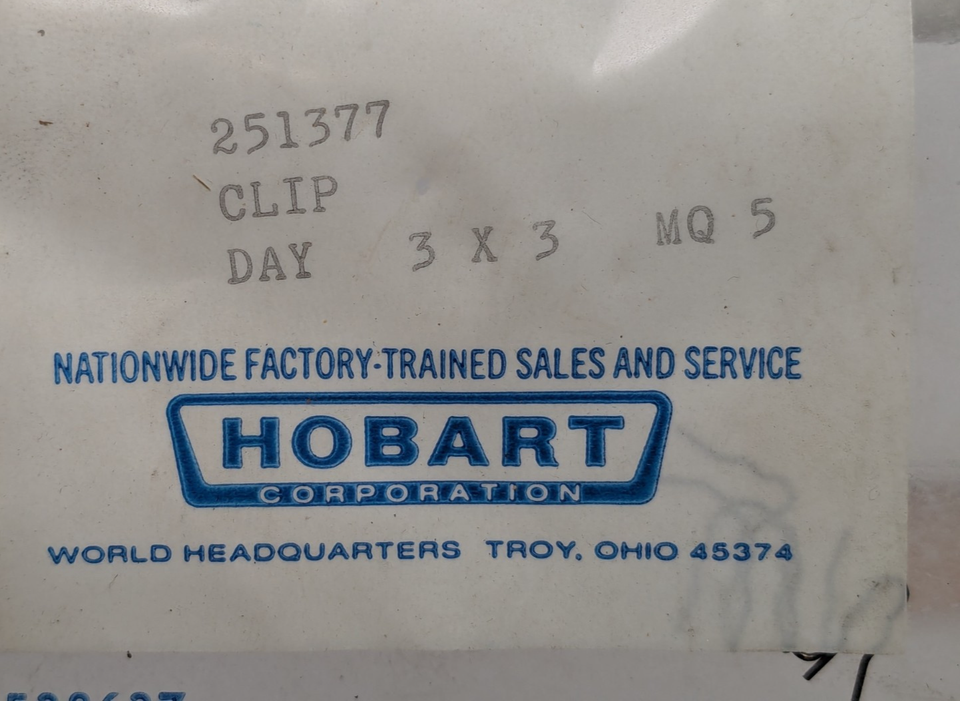 251377
CLIP
DAY 3 X 3 MQ 5
NATIONWIDE FACTORY-TRAINED SALES AND SERVICE
HOBART
CORPORATION
WORLD HEADQUARTERS TROY, OHIO 45374